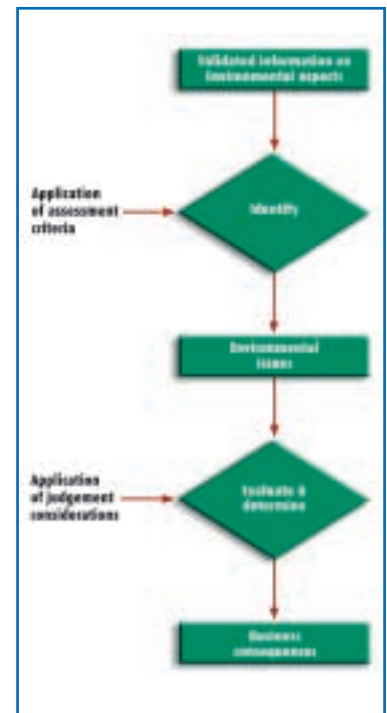 Validated information on
Environmental aspects
Application
of assessment
criteria
Identify
Environmental
issues
Application
of judgement
considerations
Evaluate &
determine
Business
consequences